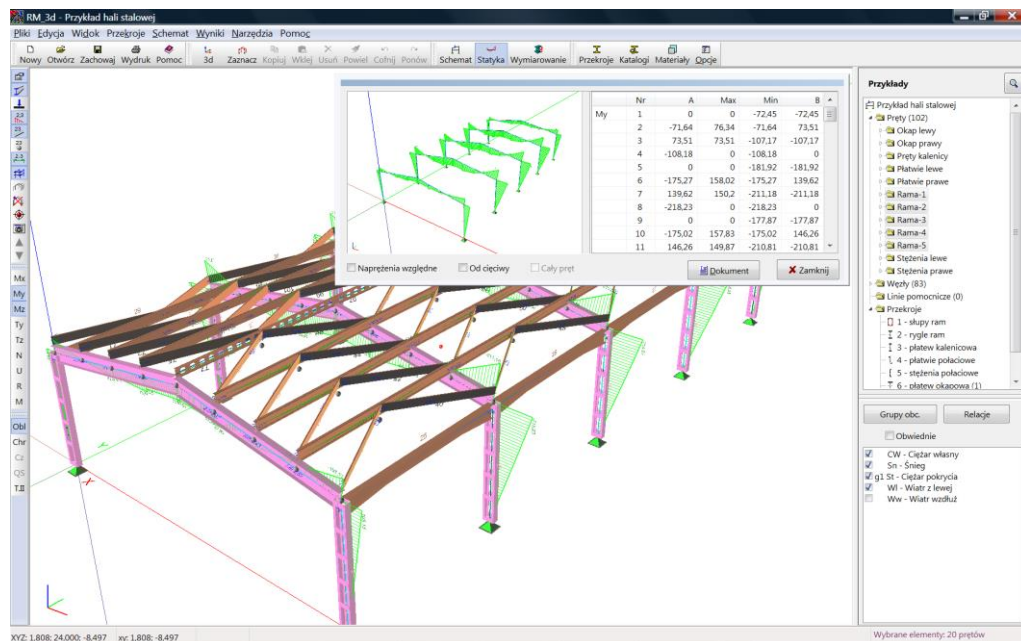 RM_3d - Przykład hali stalowej
Pliki Edycja Widok Przekroje Schemat Wyniki Narzędzia Pomoc
Nowy Otwórz Zachowaj Wydruk Pomoc 3d Zaznacz Kopiuj Wklej Usuń Powiel Cofnij Ponów Schemat Statyka Wymiarowanie Przekroje Katalogi Materiały Opcje
Nr A Max Min B
My 1 0 0 -72,45 -72,45
2 -71,64 76,34 -71,64 73,51
3 73,51 73,51 -107,17 -107,17
4 -108,18 0 -108,18 0
5 0 0 -181,92 -181,92
6 -175,27 158,02 -175,27 139,62
7 139,62 150,2 -211,18 -211,18
8 -218,23 0 -218,23 0
9 0 0 -177,87 -177,87
10 -175,02 157,83 -175,02 146,26
11 146,26 149,87 -210,81 -210,81
Naprężenia względne Od cięciwy Cały pręt Dokument Zamknij
Przykłady
Przykład hali stalowej
Pręty (102)
Okap lewy
Okap prawy
Pręty kalenicy
Płatwie lewe
Płatwie prawe
Rama-1
Rama-2
Rama-3
Rama-4
Rama-5
Stężenia lewe
Stężenia prawe
Węzły (83)
Linie pomocnicze (0)
Przekroje
1 - słupy ram
2 - rygle ram
3 - płatew kalenicowa
4 - płatwie połaciowe
5 - stężenia połaciowe
6 - płatew okapowa (1)
Grupy obc. Relacje
Obwiednie
CW - Ciężar własny
Sn - Śnieg
g1 St - Ciężar pokrycia
Wl - Wiatr z lewej
Ww - Wiatr wzdłuż
Mx
My
Mz
Ty
Tz
N
U
R
M
Obl
Chr
Cz
QS
T.II
XYZ: 1,808; 24,000; -8,497 xy: 1,808; -8,497
Wybrane elementy: 20 prętów